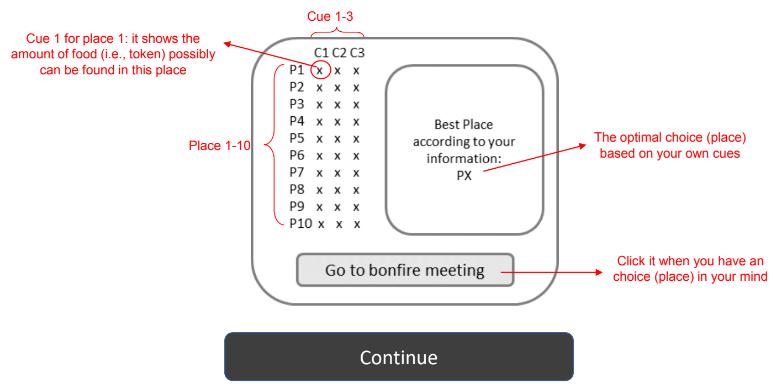 Cue 1-3
Cue 1 for place 1: it shows the
amount of food (i.e., token) possibly
can be found in this place
C1 C2 C3
P1 x x x
P2 x x x
P3 x x x
P4 x x x
P5 x x x
P6 x x x
P7 x x x
P8 x x x
P9 x x x
P10 x x x
Place 1-10
Best Place
according to your
information:
PX
The optimal choice (place)
based on your own cues
Go to bonfire meeting
Click it when you have an
choice (place) in your mind
Continue